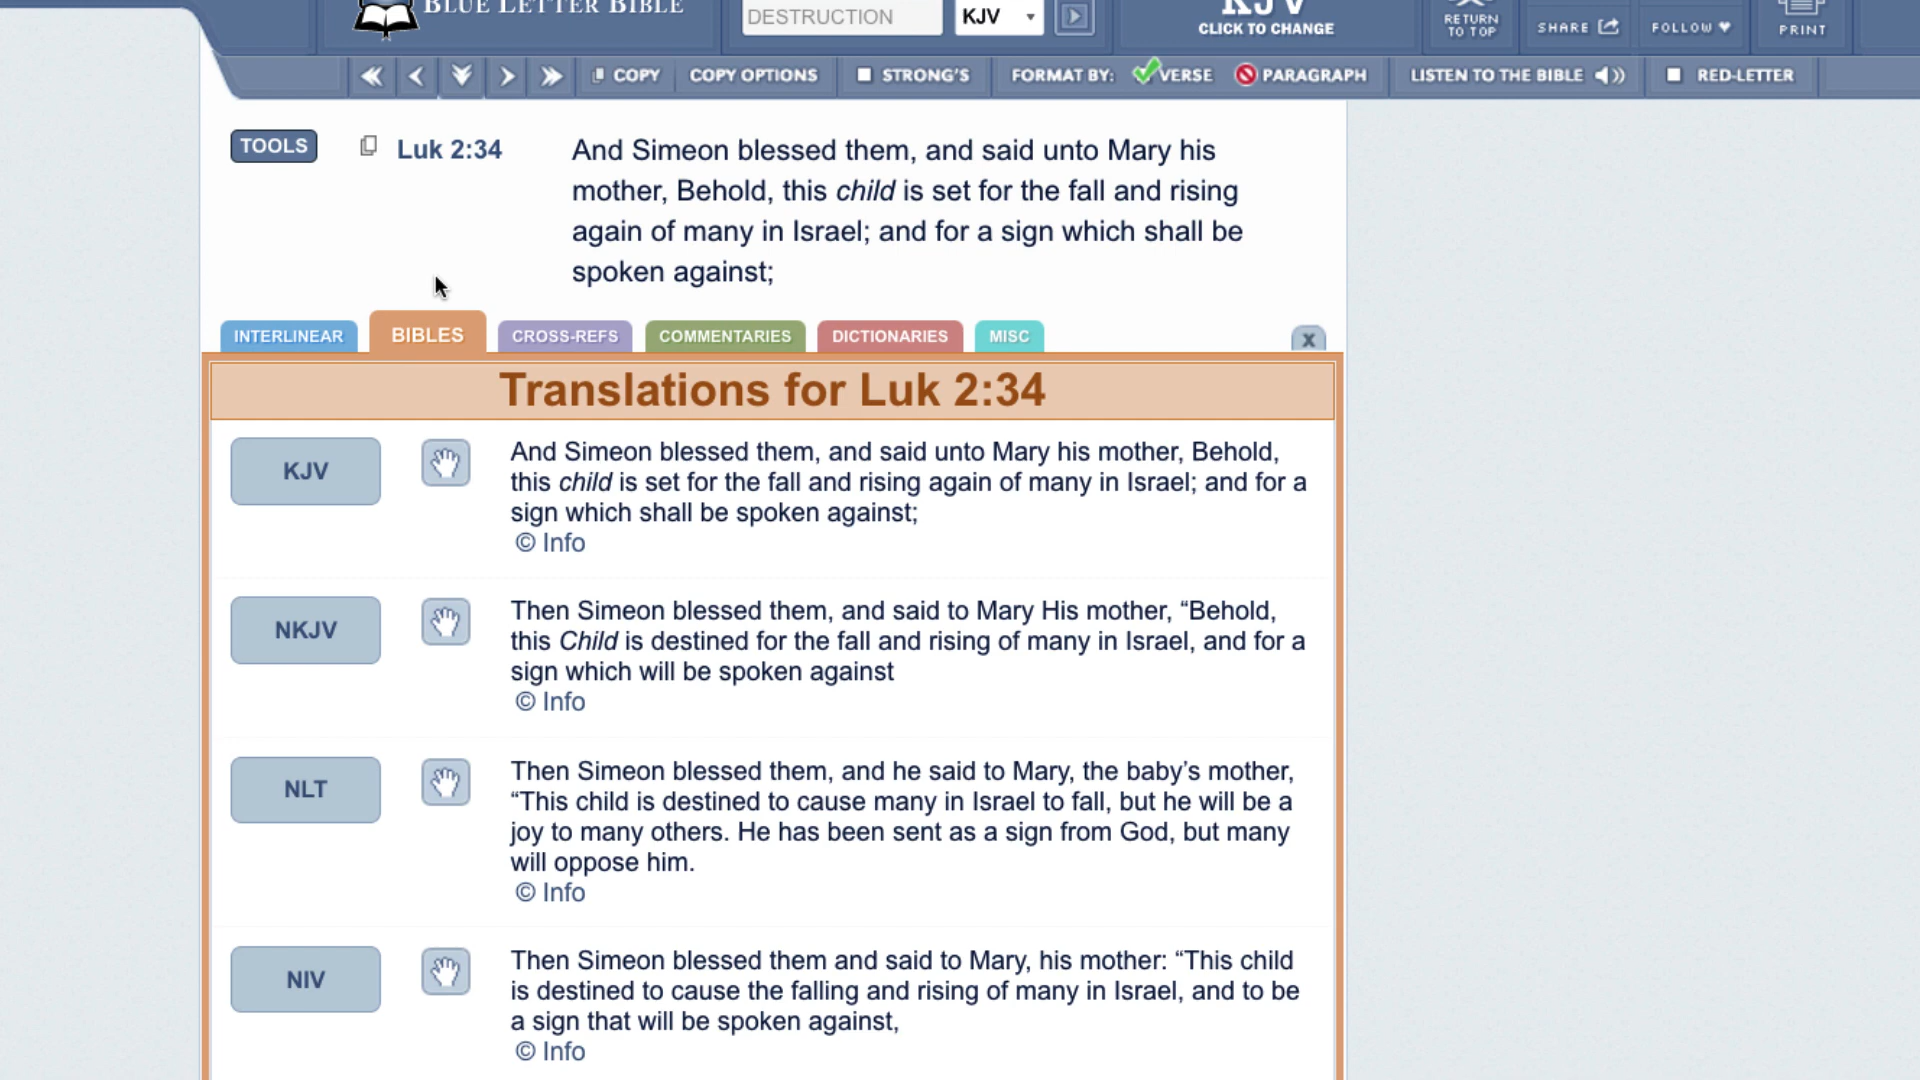 BLUE LETTER BIBLE
DESTRUCTION
KJV
KJV
CLICK TO CHANGE
RETURN
TO TOP
SHARE
FOLLOW
PRINT
COPY
COPY OPTIONS
STRONG'S
FORMAT BY:
VERSE
PARAGRAPH
LISTEN TO THE BIBLE
RED-LETTER
TOOLS
Luk 2:34
And Simeon blessed them, and said unto Mary his
mother, Behold, this child is set for the fall and rising
again of many in Israel; and for a sign which shall be
spoken against;
INTERLINEAR
BIBLES
CROSS-REFS
COMMENTARIES
DICTIONARIES
MISC
X
Translations for Luk 2:34
KJV
And Simeon blessed them, and said unto Mary his mother, Behold,
this child is set for the fall and rising again of many in Israel; and for a
sign which shall be spoken against;
© Info
NKJV
Then Simeon blessed them, and said to Mary His mother, “Behold,
this Child is destined for the fall and rising of many in Israel, and for a
sign which will be spoken against
© Info
NLT
Then Simeon blessed them, and he said to Mary, the baby’s mother,
“This child is destined to cause many in Israel to fall, but he will be a
joy to many others. He has been sent as a sign from God, but many
will oppose him.
© Info
NIV
Then Simeon blessed them and said to Mary, his mother: “This child
is destined to cause the falling and rising of many in Israel, and to be
a sign that will be spoken against,
© Info